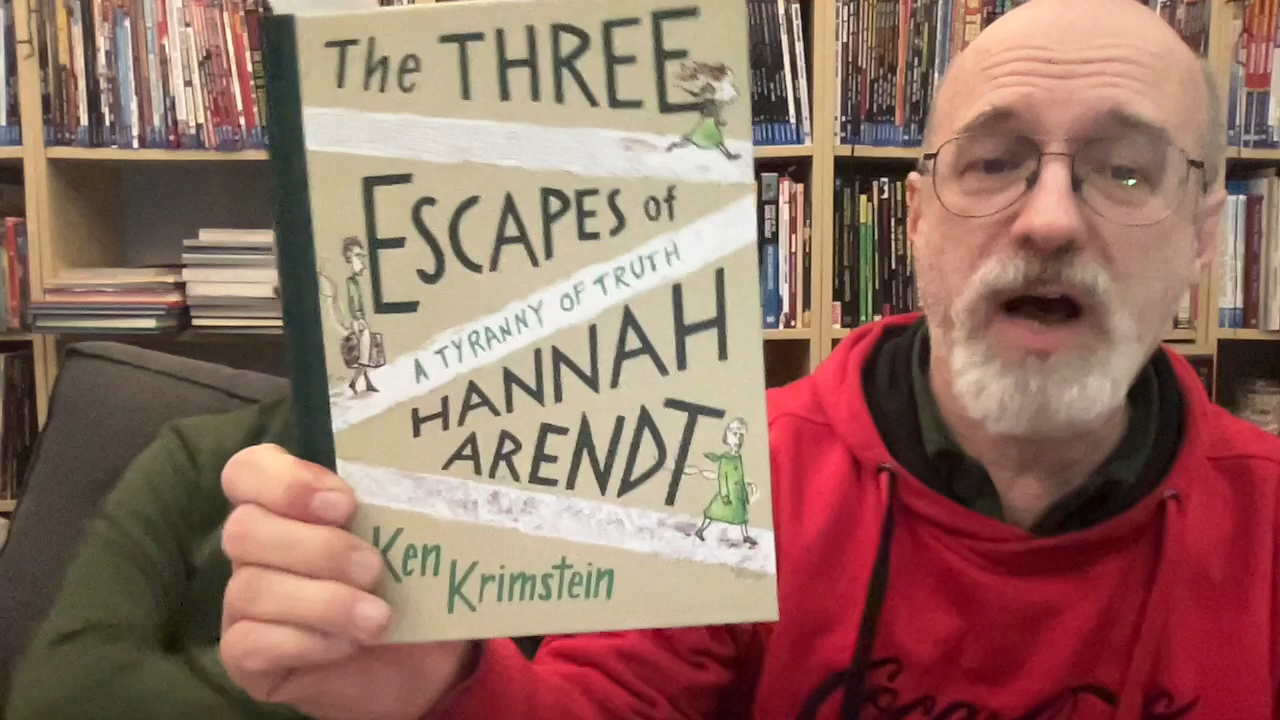 The THREE
ESCAPES of
A TYRANNY OF TRUTH
HANNAH
ARENDT
Ken Krimstein